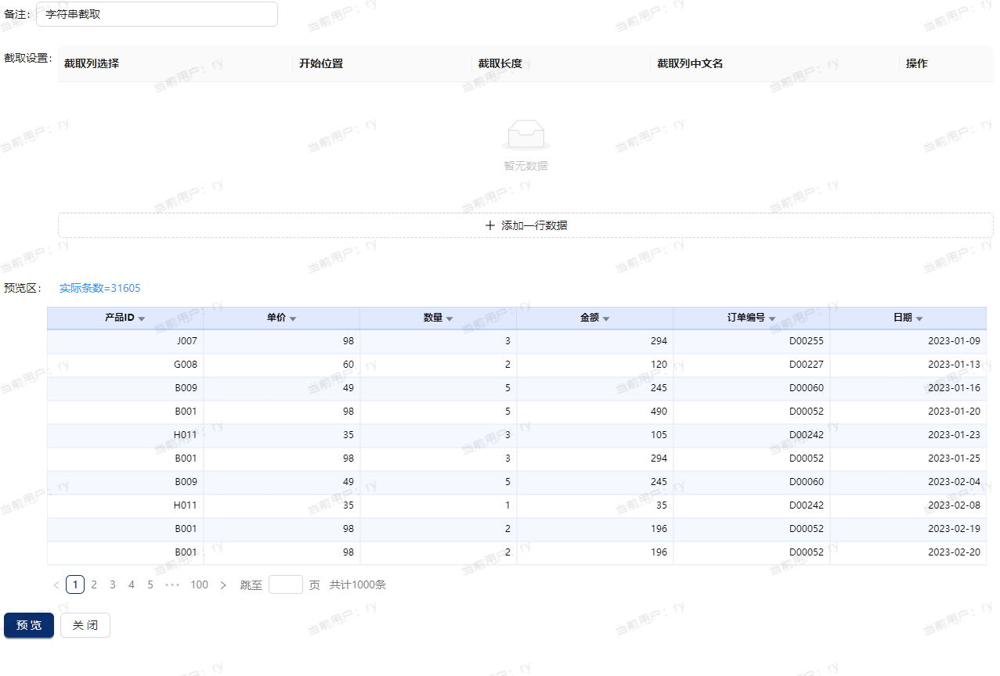 备注： 字符串截取
截取设置： 截取列选择 开始位置 截取长度 截取列中文名 操作
暂无数据
添加一行数据
预览区： 实际条数=31605
产品ID 单价 数量 金额 订单编号 日期
J007 98 3 294 D00255 2023-01-09
G008 60 2 120 D00227 2023-01-13
B009 49 5 245 D00060 2023-01-16
B001 98 5 490 D00052 2023-01-20
H011 35 3 105 D00242 2023-01-23
B001 98 3 294 D00052 2023-01-25
B009 49 5 245 D00060 2023-02-04
H011 35 1 35 D00242 2023-02-08
B001 98 2 196 D00052 2023-02-19
B001 98 2 196 D00052 2023-02-20
< 1 2 3 4 5 ••• 100 > 跳至 页 共计1000条
预 览 关 闭
当前用户：ry